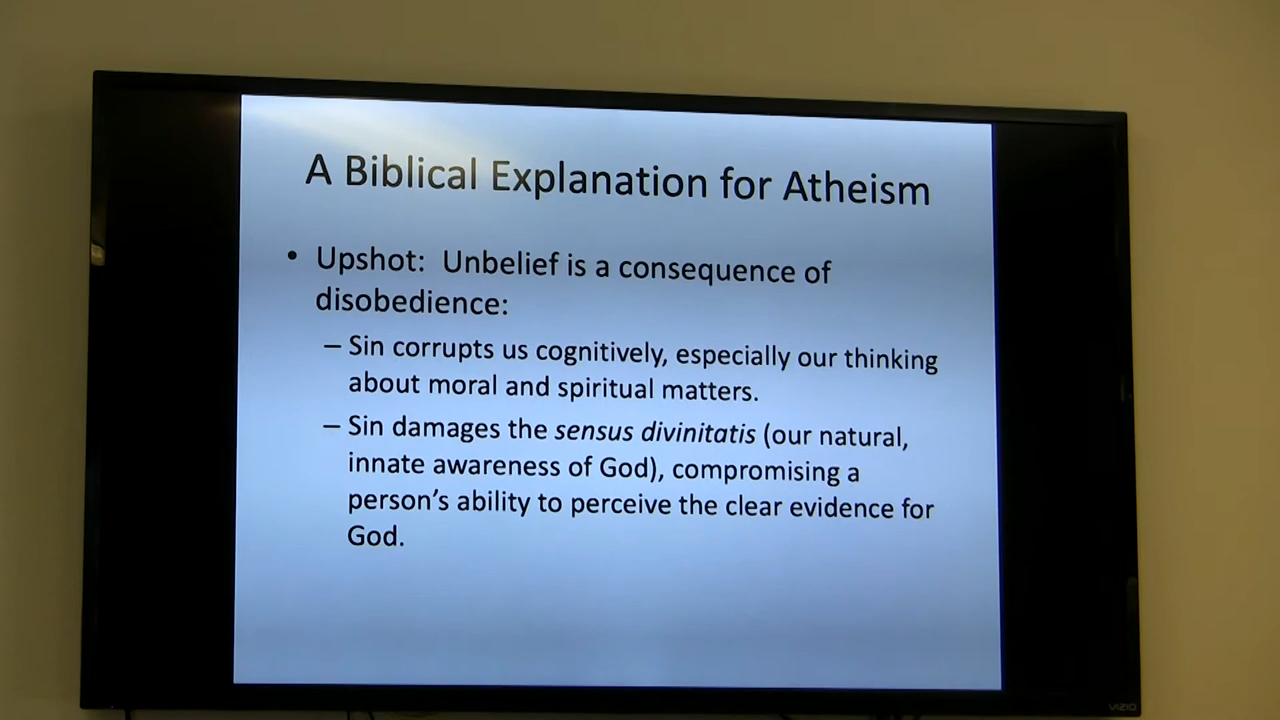 A Biblical Explanation for Atheism
• Upshot: Unbelief is a consequence of
disobedience:
– Sin corrupts us cognitively, especially our thinking
about moral and spiritual matters.
– Sin damages the sensus divinitatis (our natural,
innate awareness of God), compromising a
person's ability to perceive the clear evidence for
God.
VIZIO